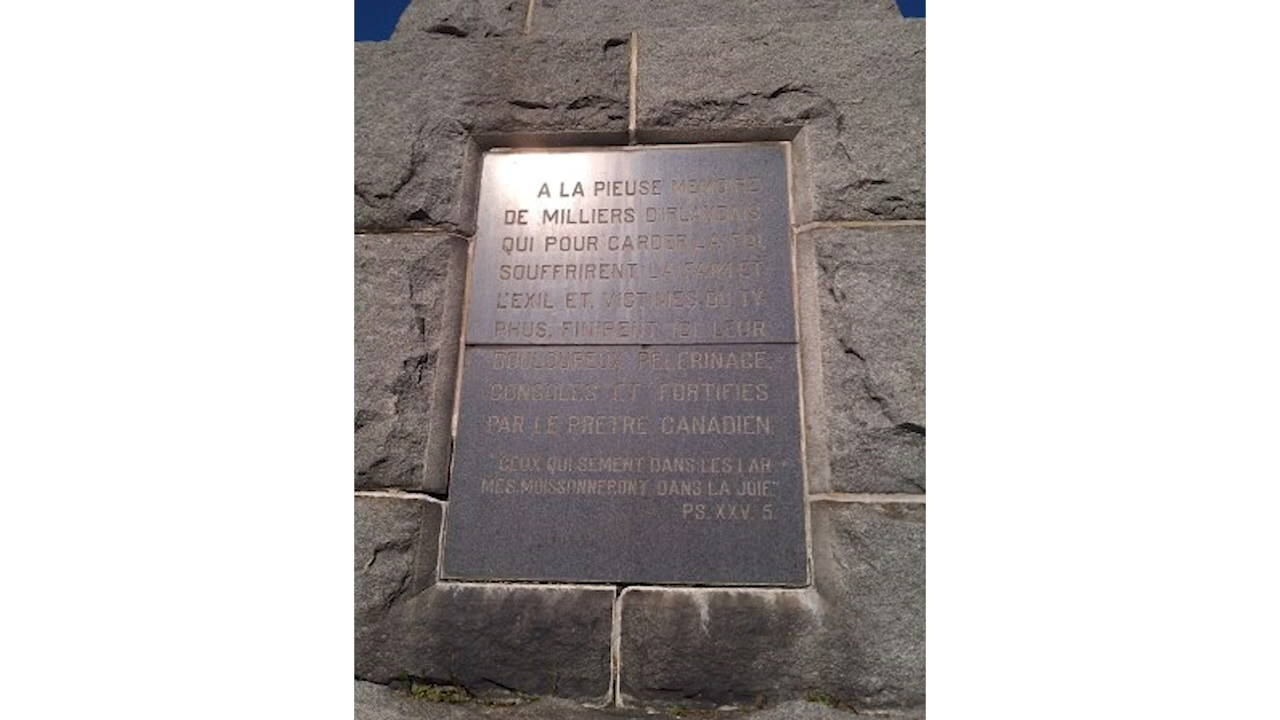 A LA PIEUSE MEMOIRE
DE MILLIERS D'IRLANDAIS
QUI POUR GARDER LA FOI,
SOUFFRIRENT LA FAIM ET
L'EXIL ET, VICTIMES DU TY-
PHUS, FINIRENT ICI LEUR
DOULOUREUX PELERINAGE,
CONSOLES ET FORTIFIES
PAR LE PRETRE CANADIEN.
"CEUX QUI SEMENT DANS LES LAR-
MES, MOISSONNERONT DANS LA JOIE"
PS. XXV. 5.